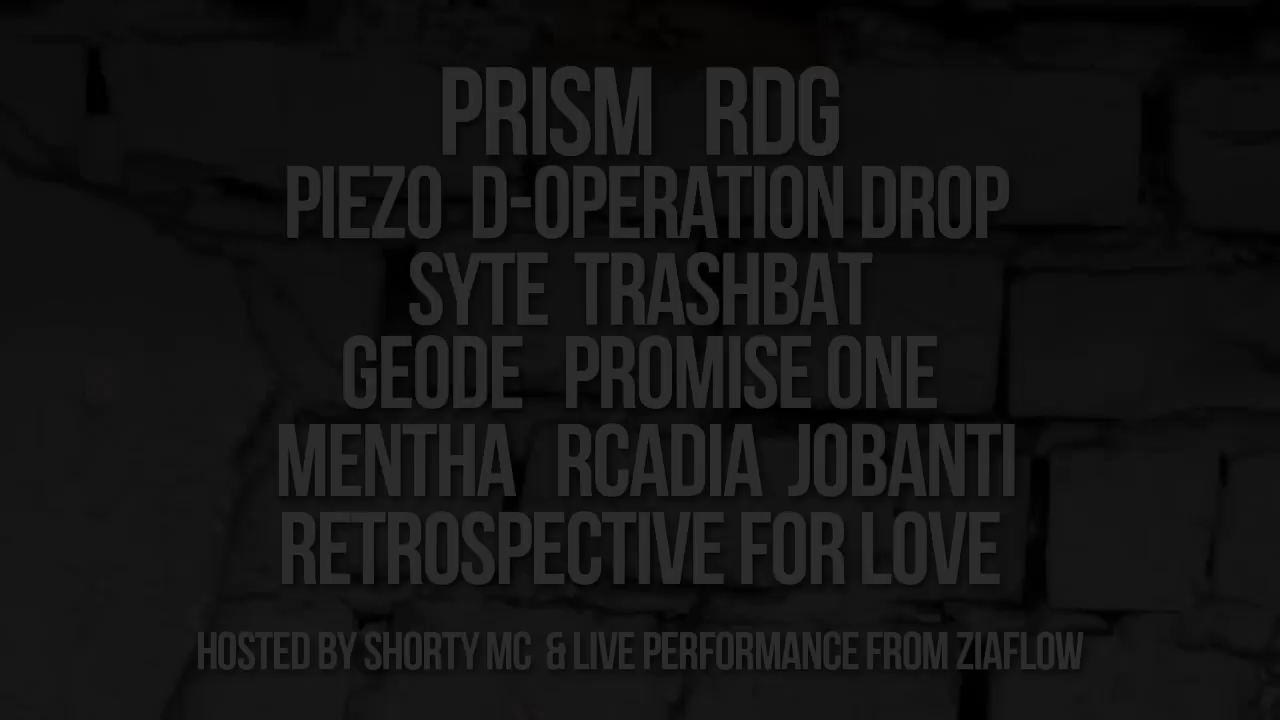 PRISM RDG
PIEZO D-OPERATION DROP
SYTE TRASHBAT
GEODE PROMISE ONE
MENTHA RCADIA JOBANTI
RETROSPECTIVE FOR LOVE
HOSTED BY SHORTY MC & LIVE PERFORMANCE FROM ZIAFLOW